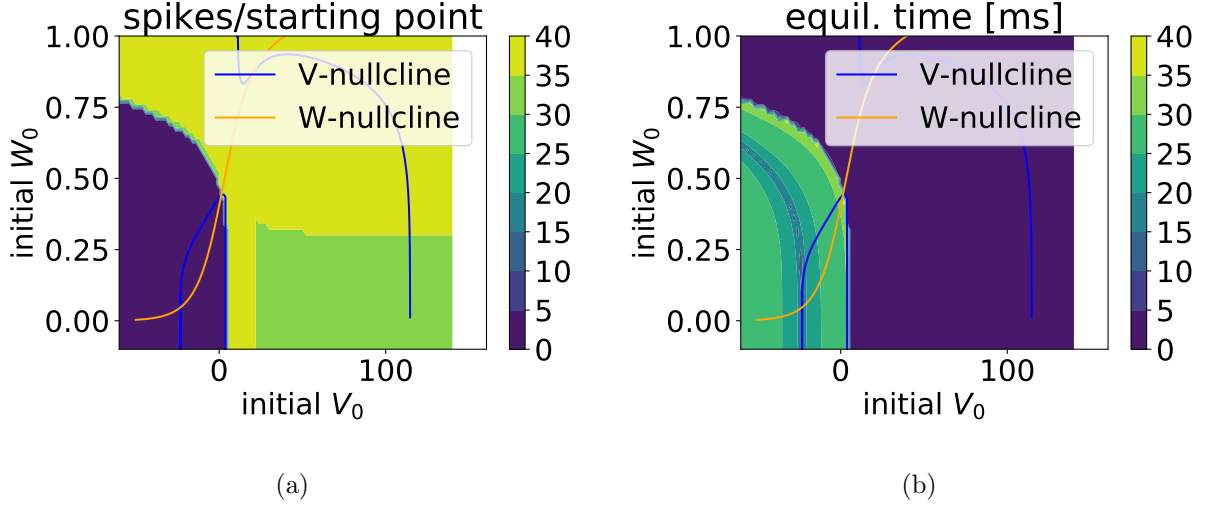 spikes/starting point
1.00
0.75
0.50
0.25
0.00
initial W₀
V-nullcline
W-nullcline
0
100
initial V₀
40
35
30
25
20
15
10
5
0
(a)
equil. time [ms]
1.00
0.75
0.50
0.25
0.00
initial W₀
V-nullcline
W-nullcline
0
100
initial V₀
40
35
30
25
20
15
10
5
0
(b)